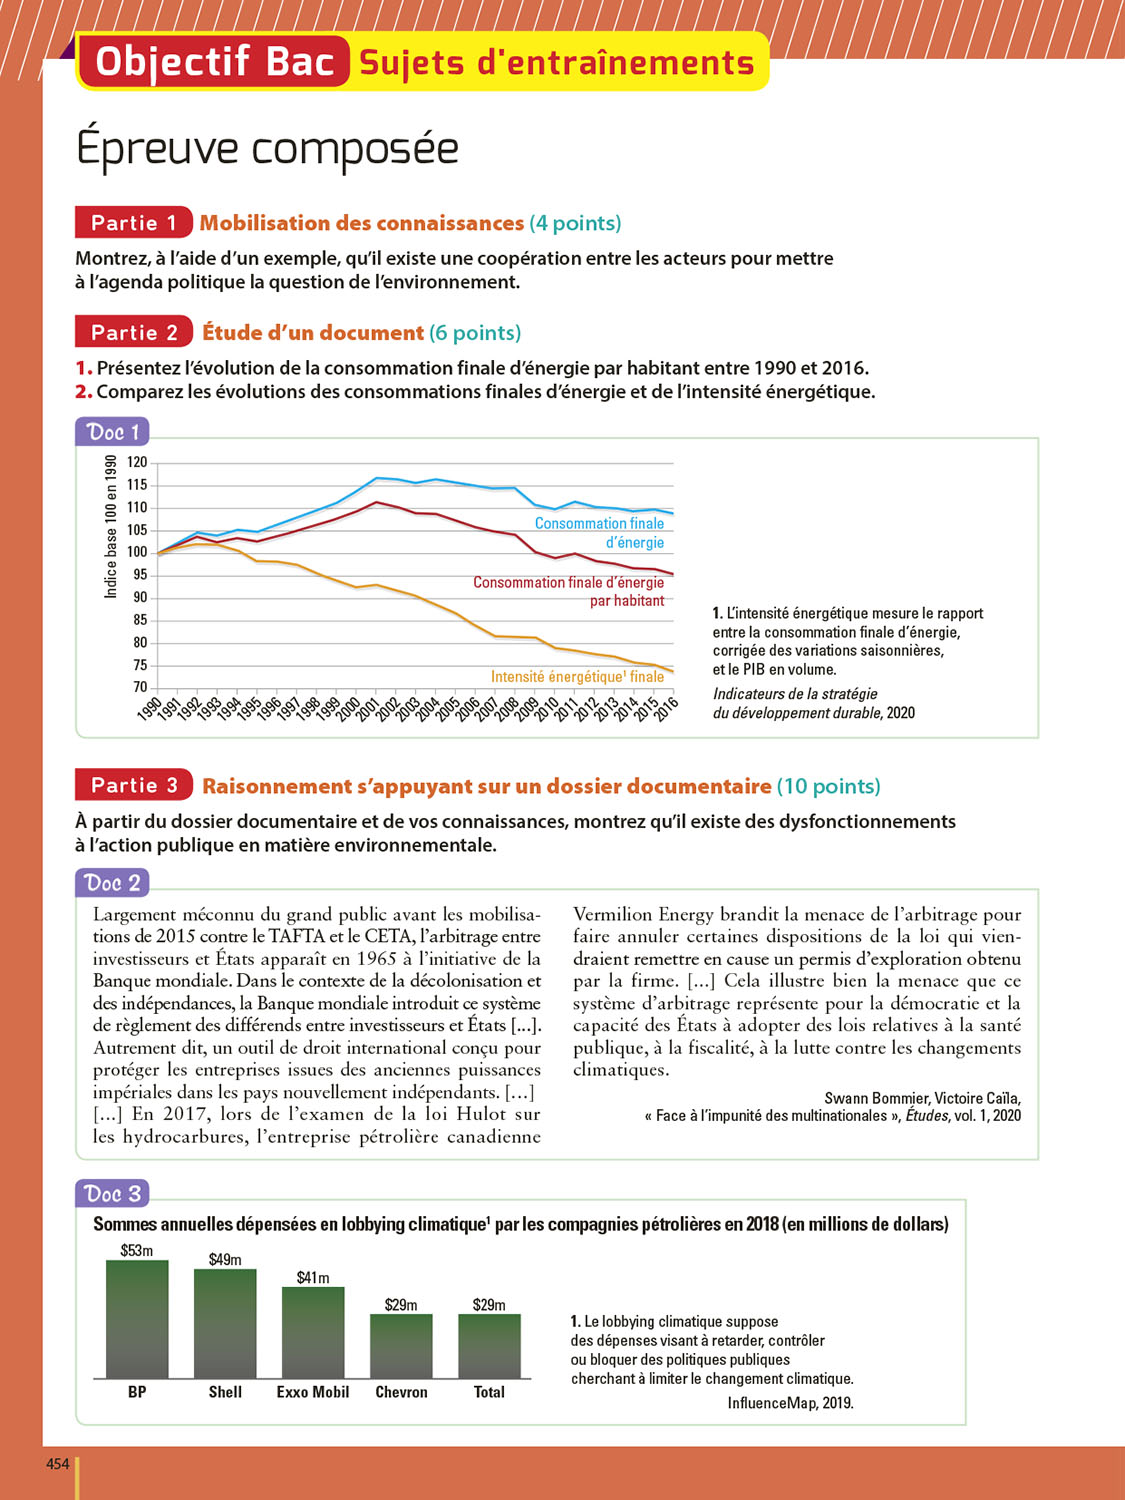 Objectif Bac Sujets d'entraînements
Épreuve composée
Partie 1 Mobilisation des connaissances (4 points)
Montrez, à l'aide d'un exemple, qu'il existe une coopération entre les acteurs pour mettre
à l'agenda politique la question de l'environnement.
Partie 2 Étude d'un document (6 points)
1. Présentez l'évolution de la consommation finale d'énergie par habitant entre 1990 et 2016.
2. Comparez les évolutions des consommations finales d'énergie et de l'intensité énergétique.
Doc 1
Indice base 100 en 1990
120
115
110
105
100
95
90
85
80
75
70
Consommation finale
d'énergie
Consommation finale d'énergie
par habitant
Intensité énergétique¹ finale
1990 1991 1992 1993 1994 1995 1996 1997 1998 1999 2000 2001 2002 2003 2004 2005 2006 2007 2008 2009 2010 2011 2012 2013 2014 2015 2016
1. L'intensité énergétique mesure le rapport
entre la consommation finale d'énergie,
corrigée des variations saisonnières,
et le PIB en volume.
Indicateurs de la stratégie
du développement durable, 2020
Partie 3 Raisonnement s'appuyant sur un dossier documentaire (10 points)
À partir du dossier documentaire et de vos connaissances, montrez qu'il existe des dysfonctionnements
à l'action publique en matière environnementale.
Doc 2
Largement méconnu du grand public avant les mobilisa-
tions de 2015 contre le TAFTA et le CETA, l'arbitrage entre
investisseurs et États apparaît en 1965 à l'initiative de la
Banque mondiale. Dans le contexte de la décolonisation et
des indépendances, la Banque mondiale introduit ce système
de règlement des différends entre investisseurs et États [...].
Autrement dit, un outil de droit international conçu pour
protéger les entreprises issues des anciennes puissances
impériales dans les pays nouvellement indépendants. [...]
[...] En 2017, lors de l'examen de la loi Hulot sur
les hydrocarbures, l'entreprise pétrolière canadienne
Vermilion Energy brandit la menace de l'arbitrage pour
faire annuler certaines dispositions de la loi qui vien-
draient remettre en cause un permis d'exploration obtenu
par la firme. [...] Cela illustre bien la menace que ce
système d'arbitrage représente pour la démocratie et la
capacité des États à adopter des lois relatives à la santé
publique, à la fiscalité, à la lutte contre les changements
climatiques.
Swann Bommier, Victoire Caïla,
« Face à l'impunité des multinationales », Études, vol. 1, 2020
Doc 3
Sommes annuelles dépensées en lobbying climatique¹ par les compagnies pétrolières en 2018 (en millions de dollars)
$53m
$49m
$41m
$29m
$29m
BP Shell Exxo Mobil Chevron Total
1. Le lobbying climatique suppose
des dépenses visant à retarder, contrôler
ou bloquer des politiques publiques
cherchant à limiter le changement climatique.
InfluenceMap, 2019.
454